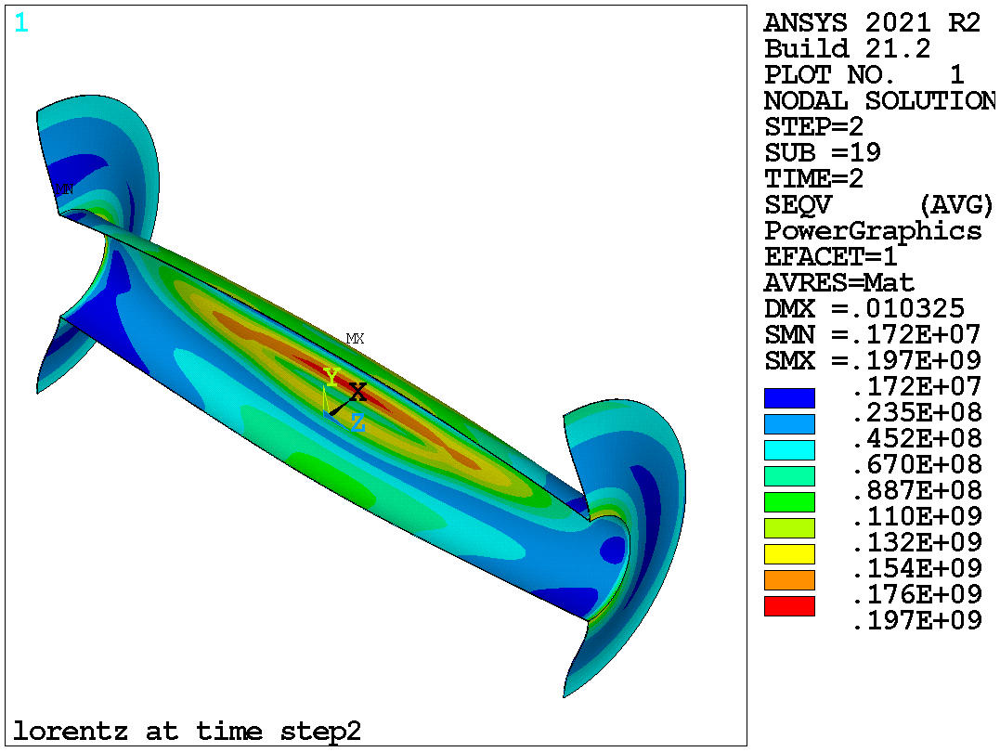 1
ANSYS 2021 R2
Build 21.2
PLOT NO. 1
NODAL SOLUTION
STEP=2
SUB =19
TIME=2
SEQV (AVG)
PowerGraphics
EFACET=1
AVRES=Mat
DMX =.010325
SMN =.172E+07
SMX =.197E+09
.172E+07
.235E+08
.452E+08
.670E+08
.887E+08
.110E+09
.132E+09
.154E+09
.176E+09
.197E+09
MN
MX
Y
X
Z
lorentz at time step2